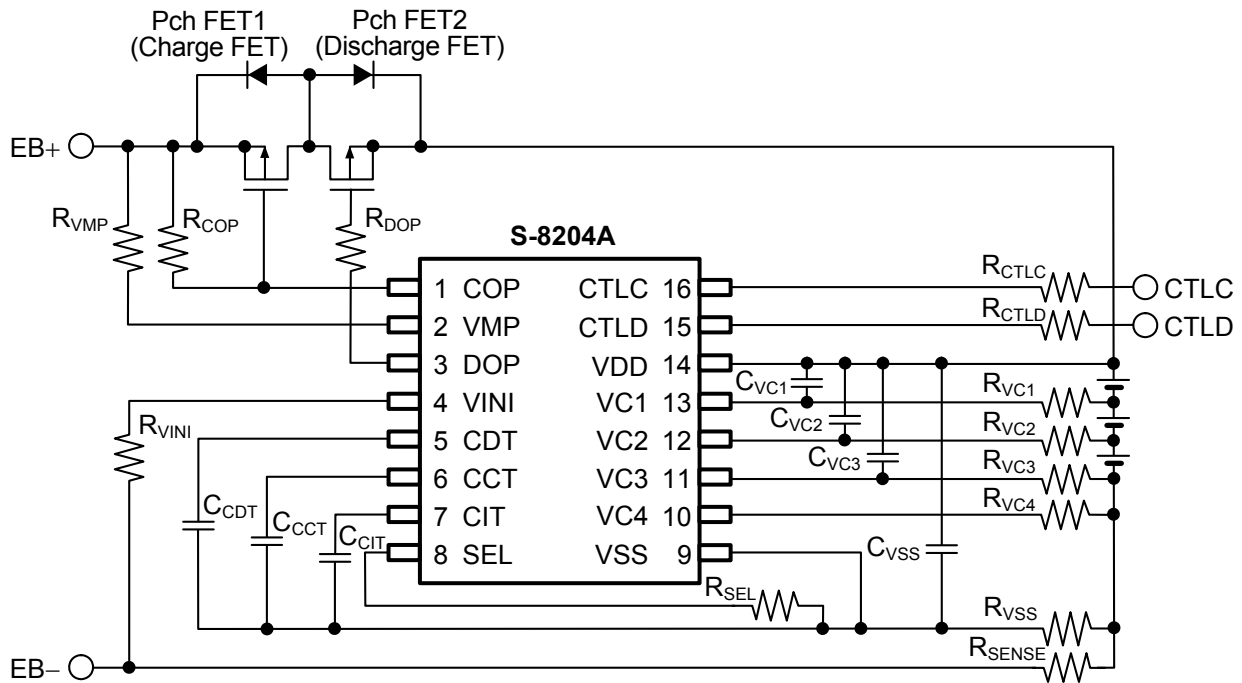 Pch FET1 Pch FET2
(Charge FET) (Discharge FET)
EB+
RVMP RCOP RDOP
S-8204A
1 COP CTLC 16 RCTLC CTLC
2 VMP CTLD 15 RCTLD CTLD
3 DOP VDD 14
4 VINI VC1 13 CVC1 RVC1
RVINI
5 CDT VC2 12 CVC2 RVC2
6 CCT VC3 11 CVC3 RVC3
7 CIT VC4 10 RVC4
CCDT CCCT CCIT
8 SEL VSS 9 CVSS
RSEL RVSS
RSENSE
EB−